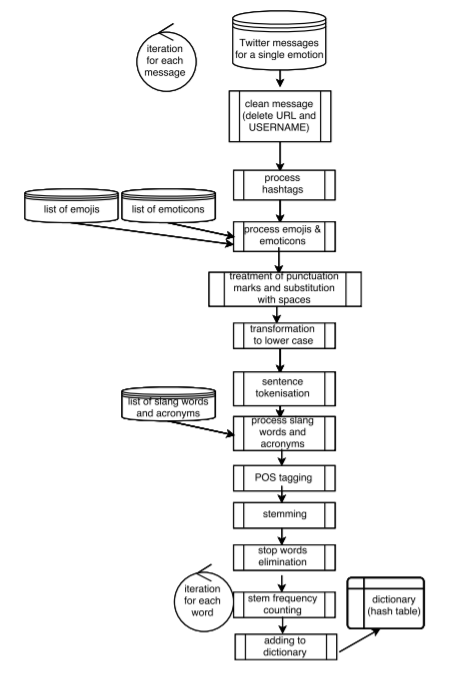 Twitter messages
for a single emotion
iteration
for each
message
clean message
(delete URL and
USERNAME)
process
hashtags
list of emojis
list of emoticons
process emojis &
emoticons
treatment of punctuation
marks and substitution
with spaces
transformation
to lower case
sentence
tokenisation
list of slang words
and acronyms
process slang
words and
acronyms
POS tagging
stemming
stop words
elimination
iteration
for each
word
stem frequency
counting
dictionary
(hash table)
adding to
dictionary